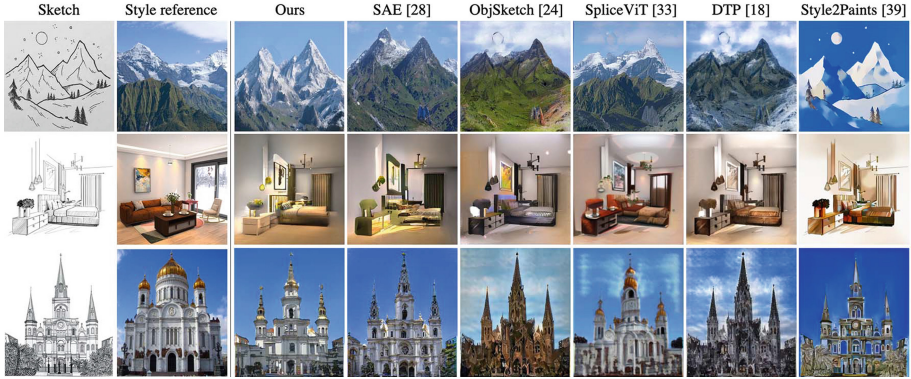 Sketch Style reference Ours SAE [28] ObjSketch [24] SpliceViT [33] DTP [18] Style2Paints [39]